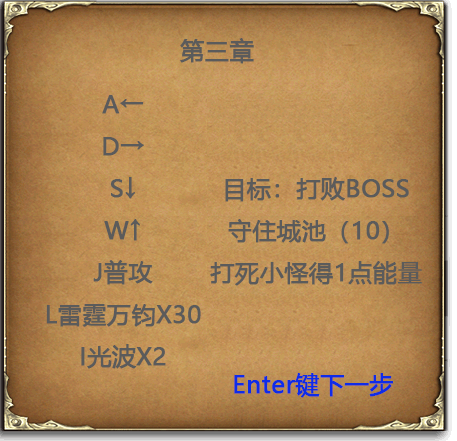 第三章
A←
D→
S↓ 目标：打败BOSS
W↑ 守住城池（10）
J普攻 打死小怪得1点能量
L雷霆万钧X30
I光波X2
Enter键下一步